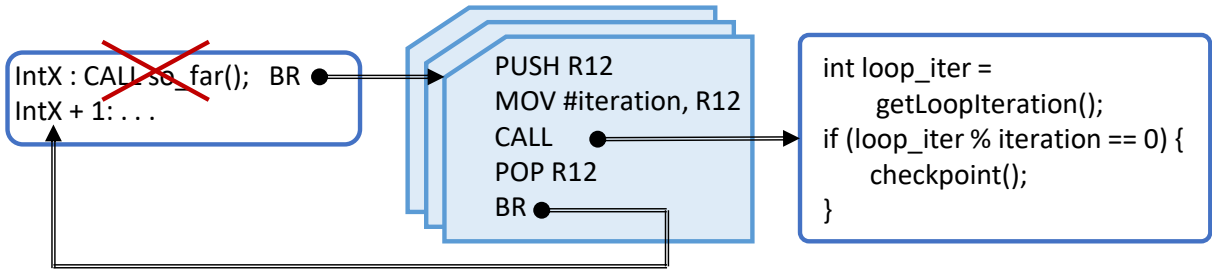 IntX : CALL so_far(); BR
IntX + 1: . . .
PUSH R12
MOV #iteration, R12
CALL
POP R12
BR
int loop_iter =
getLoopIteration();
if (loop_iter % iteration == 0) {
checkpoint();
}